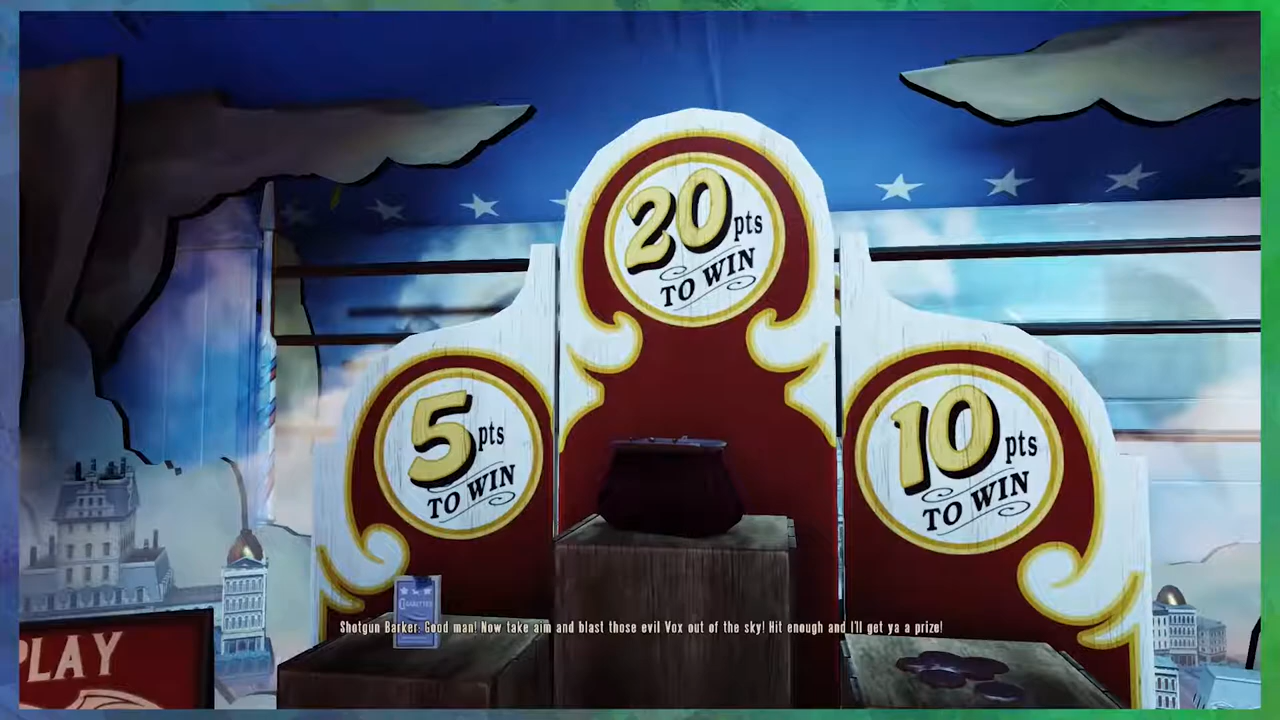 20 pts
TO WIN
5 pts
TO WIN
10 pts
TO WIN
CIGARETTES
Shotgun Barker: Good man! Now take aim and blast those evil Vox out of the sky! Hit enough and I'll get ya a prize!
PLAY